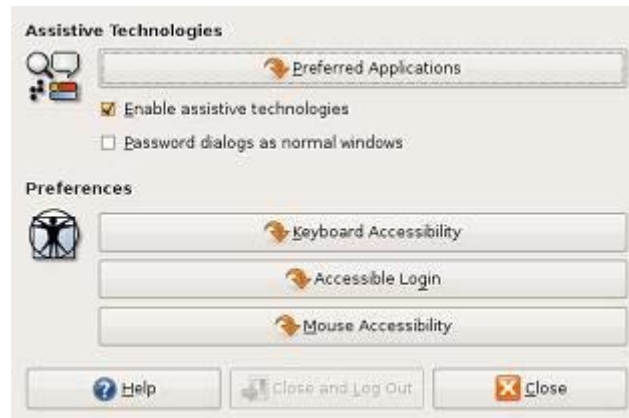 Assistive Technologies
Preferred Applications
Enable assistive technologies
Password dialogs as normal windows
Preferences
Keyboard Accessibility
Accessible Login
Mouse Accessibility
Help
Close and Log Out
Close